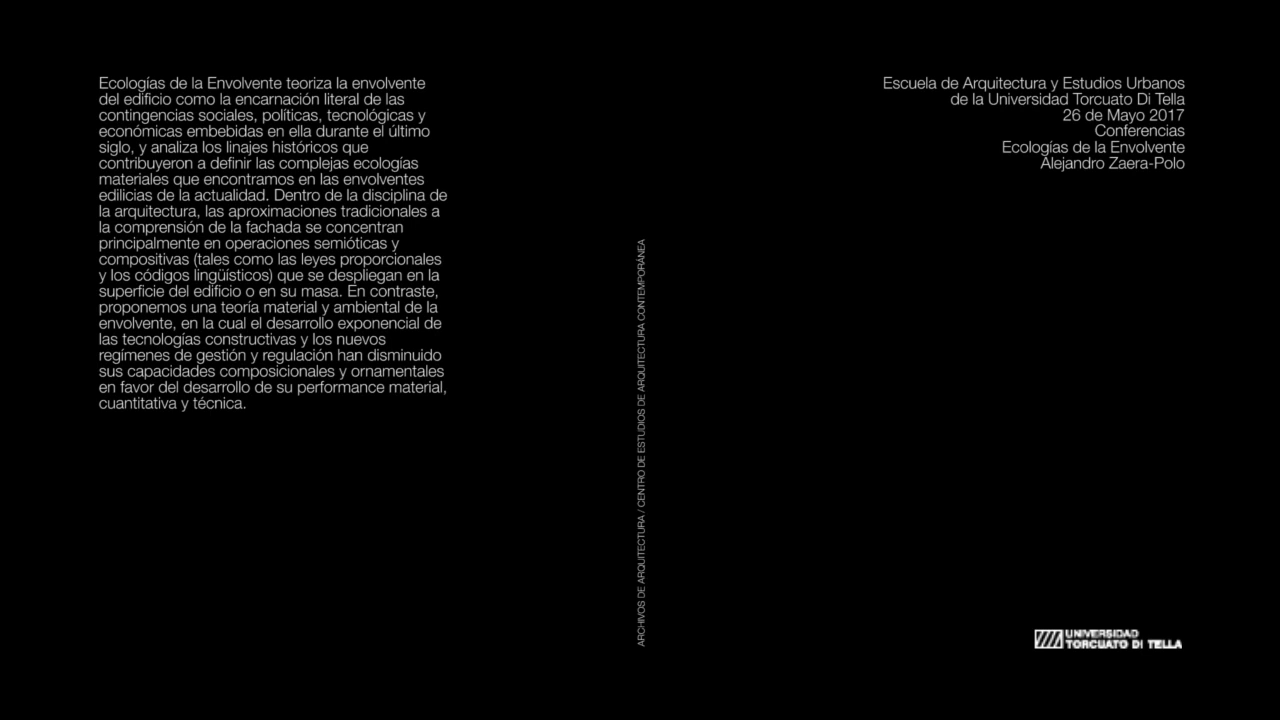 Ecologías de la Envolvente teoriza la envolvente
del edificio como la encarnación literal de las
contingencias sociales, políticas, tecnológicas y
económicas embebidas en ella durante el último
siglo, y analiza los linajes históricos que
contribuyeron a definir las complejas ecologías
materiales que encontramos en las envolventes
edilicias de la actualidad. Dentro de la disciplina de
la arquitectura, las aproximaciones tradicionales a
la comprensión de la fachada se concentran
principalmente en operaciones semióticas y
compositivas (tales como las leyes proporcionales
y los códigos lingüísticos) que se despliegan en la
superficie del edificio o en su masa. En contraste,
proponemos una teoría material y ambiental de la
envolvente, en la cual el desarrollo exponencial de
las tecnologías constructivas y los nuevos
regímenes de gestión y regulación han disminuido
sus capacidades composicionales y ornamentales
en favor del desarrollo de su performance material,
cuantitativa y técnica.
ARCHIVOS DE ARQUITECTURA / CENTRO DE ESTUDIOS DE ARQUITECTURA CONTEMPORÁNEA
Escuela de Arquitectura y Estudios Urbanos
de la Universidad Torcuato Di Tella
26 de Mayo 2017
Conferencias
Ecologías de la Envolvente
Alejandro Zaera-Polo
UNIVERSIDAD
TORCUATO DI TELLA